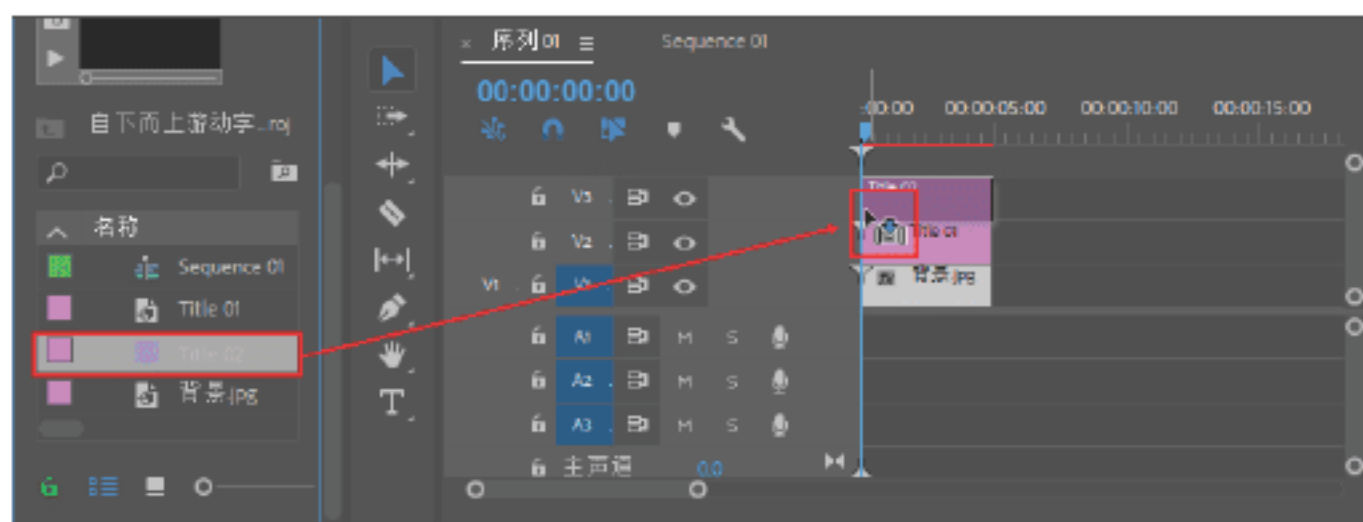 × 序列 01 ≡ Sequence 01
00:00:00:00
:00:00 00:00:05:00 00:00:10:00 00:00:15:00
自下而上游动字...roj
名称
Sequence 01
Title 01
Title 02
背景.jpg
V3
V2
V1 V1
A1 M S
A2 M S
A3 M S
主声道 0.0
Title 02
Title 01
fx 背景.jpg
T